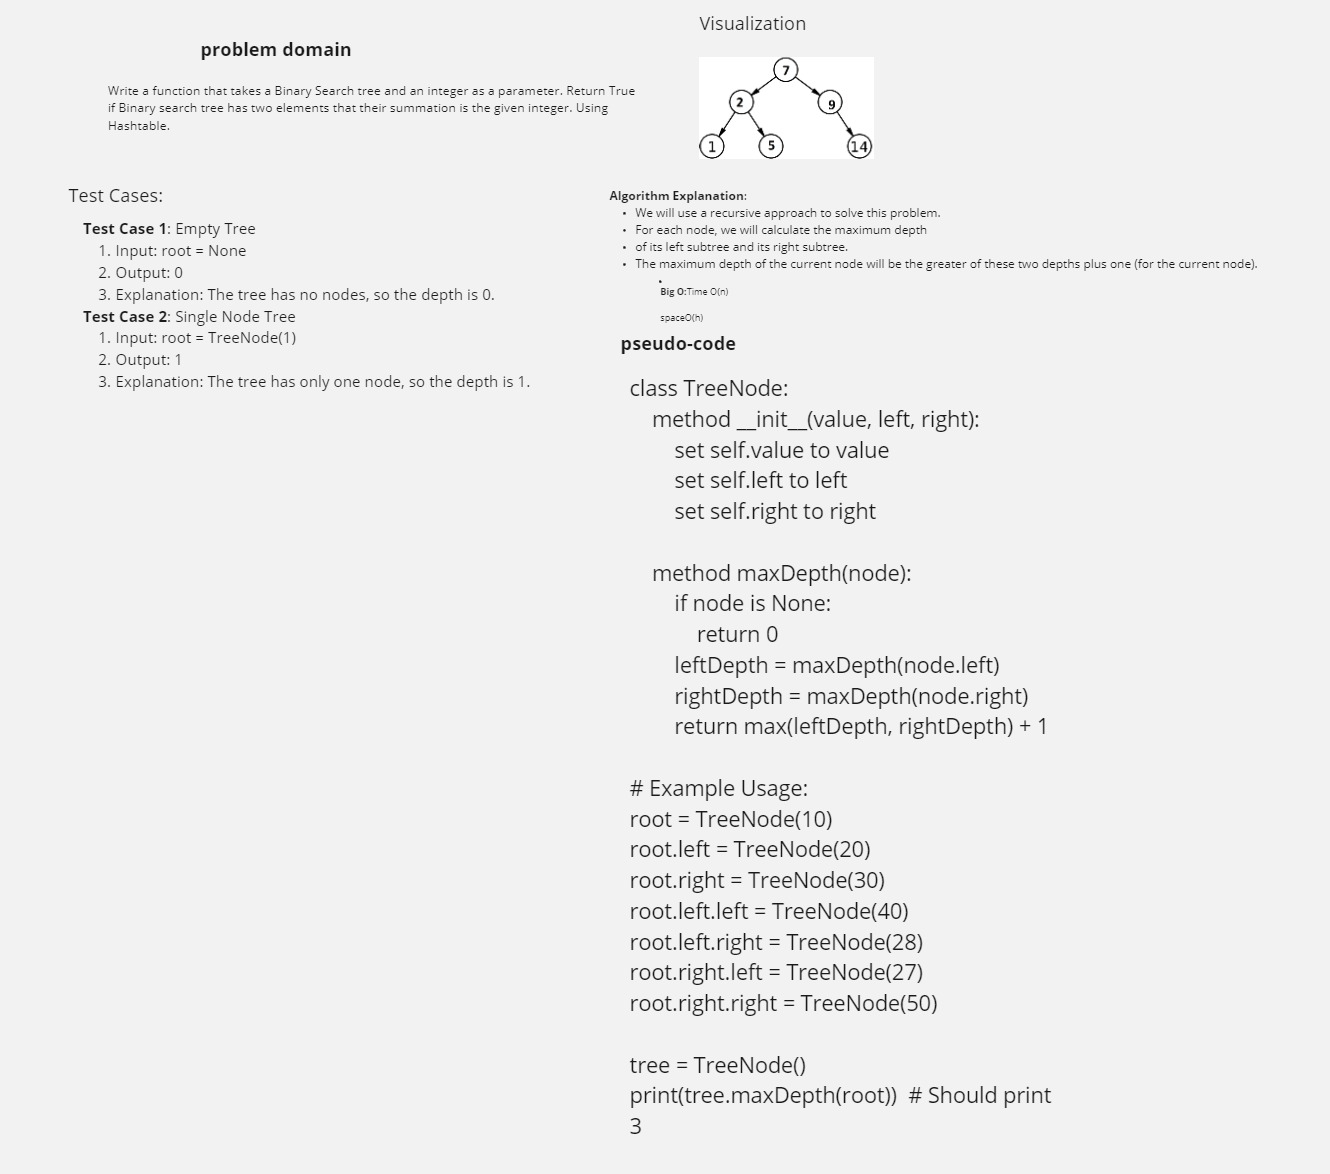 problem domain
Write a function that takes a Binary Search tree and an integer as a parameter. Return True
if Binary search tree has two elements that their summation is the given integer. Using
Hashtable.
Visualization
7
2
9
1
5
14
Test Cases:
Test Case 1: Empty Tree
1. Input: root = None
2. Output: 0
3. Explanation: The tree has no nodes, so the depth is 0.
Test Case 2: Single Node Tree
1. Input: root = TreeNode(1)
2. Output: 1
3. Explanation: The tree has only one node, so the depth is 1.
Algorithm Explanation:
• We will use a recursive approach to solve this problem.
• For each node, we will calculate the maximum depth
• of its left subtree and its right subtree.
• The maximum depth of the current node will be the greater of these two depths plus one (for the current node).
•
Big O:Time O(n)
spaceO(h)
pseudo-code
class TreeNode:
method __init__(value, left, right):
set self.value to value
set self.left to left
set self.right to right
method maxDepth(node):
if node is None:
return 0
leftDepth = maxDepth(node.left)
rightDepth = maxDepth(node.right)
return max(leftDepth, rightDepth) + 1
# Example Usage:
root = TreeNode(10)
root.left = TreeNode(20)
root.right = TreeNode(30)
root.left.left = TreeNode(40)
root.left.right = TreeNode(28)
root.right.left = TreeNode(27)
root.right.right = TreeNode(50)
tree = TreeNode()
print(tree.maxDepth(root))  # Should print
3